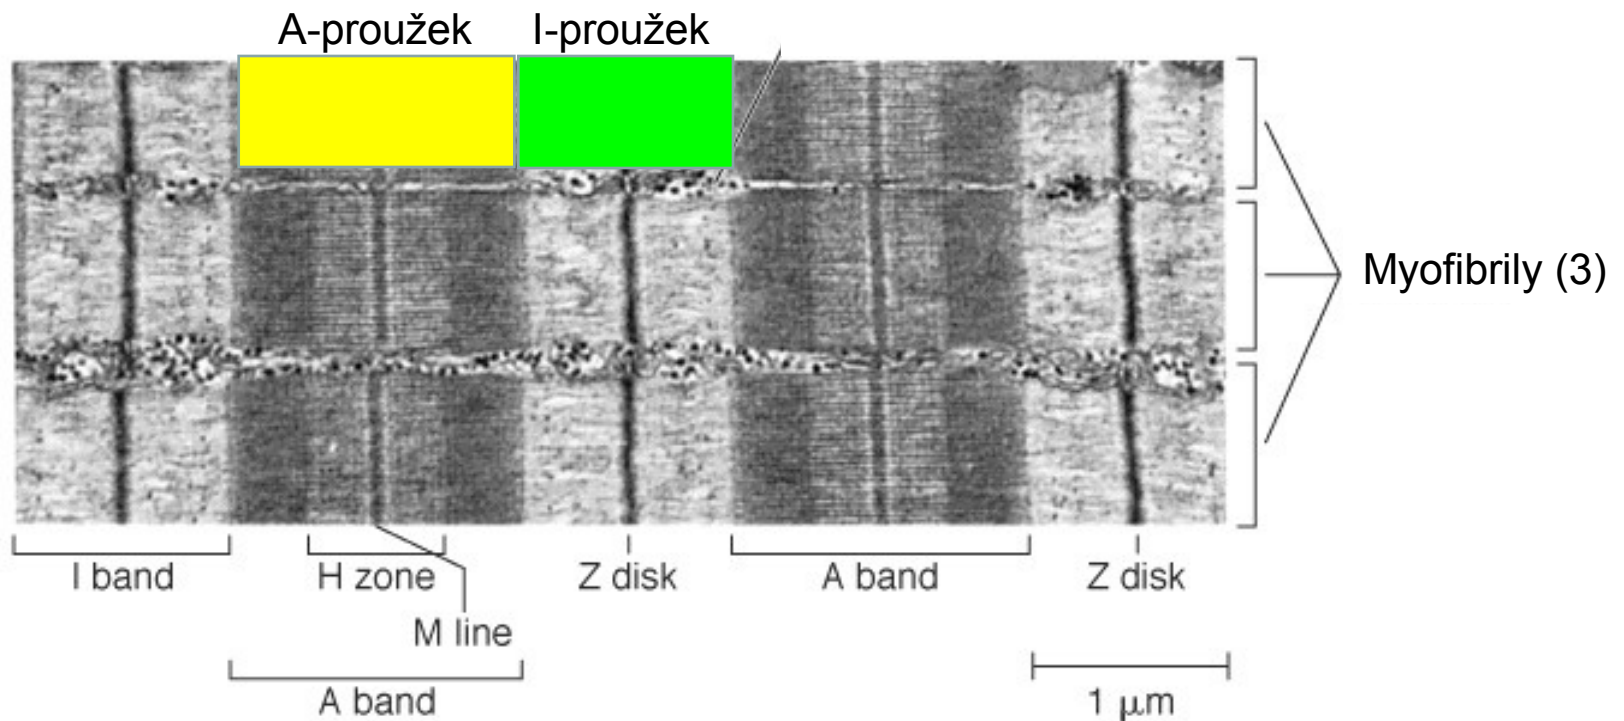 A-proužek
I-proužek
Myofibrily (3)
I band
H zone
Z disk
A band
Z disk
M line
A band
1 μm